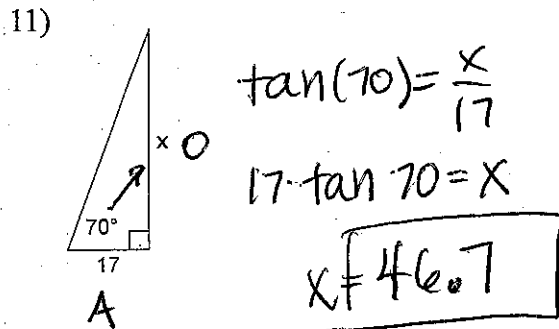 11)
tan(70) = x/17
x O
17·tan 70 = x
70°
17
x = 46.7
A